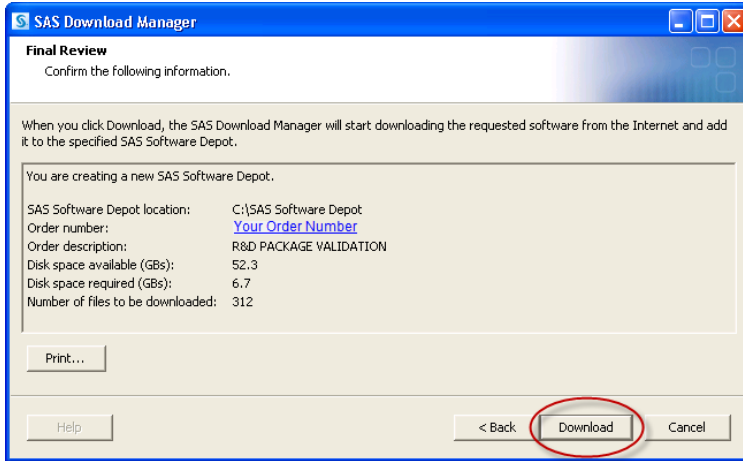 SAS Download Manager
Final Review
Confirm the following information.
When you click Download, the SAS Download Manager will start downloading the requested software from the Internet and add
it to the specified SAS Software Depot.
You are creating a new SAS Software Depot.
SAS Software Depot location: C:\SAS Software Depot
Order number: Your Order Number
Order description: R&D PACKAGE VALIDATION
Disk space available (GBs): 52.3
Disk space required (GBs): 6.7
Number of files to be downloaded: 312
Print...
Help < Back Download Cancel